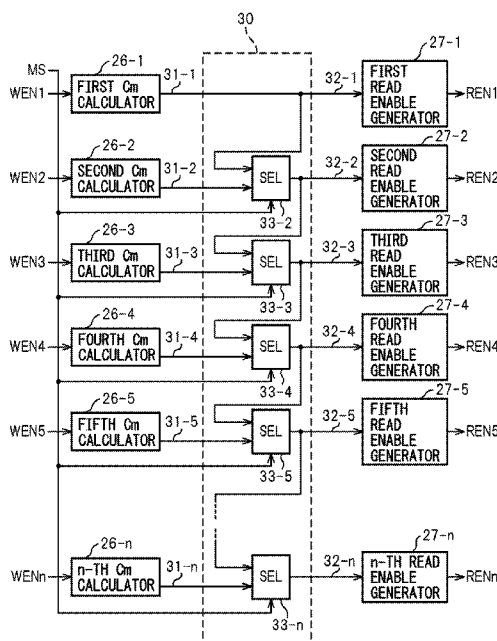 30
MS
26-1
31-1
32-1
27-1
WEN1
FIRST Cm
CALCULATOR
FIRST
READ
ENABLE
GENERATOR
REN1
26-2
31-2
32-2
27-2
WEN2
SECOND Cm
CALCULATOR
SEL
33-2
SECOND
READ
ENABLE
GENERATOR
REN2
26-3
31-3
32-3
27-3
WEN3
THIRD Cm
CALCULATOR
SEL
33-3
THIRD
READ
ENABLE
GENERATOR
REN3
26-4
31-4
32-4
27-4
WEN4
FOURTH Cm
CALCULATOR
SEL
33-4
FOURTH
READ
ENABLE
GENERATOR
REN4
26-5
31-5
32-5
27-5
WEN5
FIFTH Cm
CALCULATOR
SEL
33-5
FIFTH
READ
ENABLE
GENERATOR
REN5
26-n
31-n
32-n
27-n
WENn
n-TH Cm
CALCULATOR
SEL
33-n
n-TH READ
ENABLE
GENERATOR
RENn